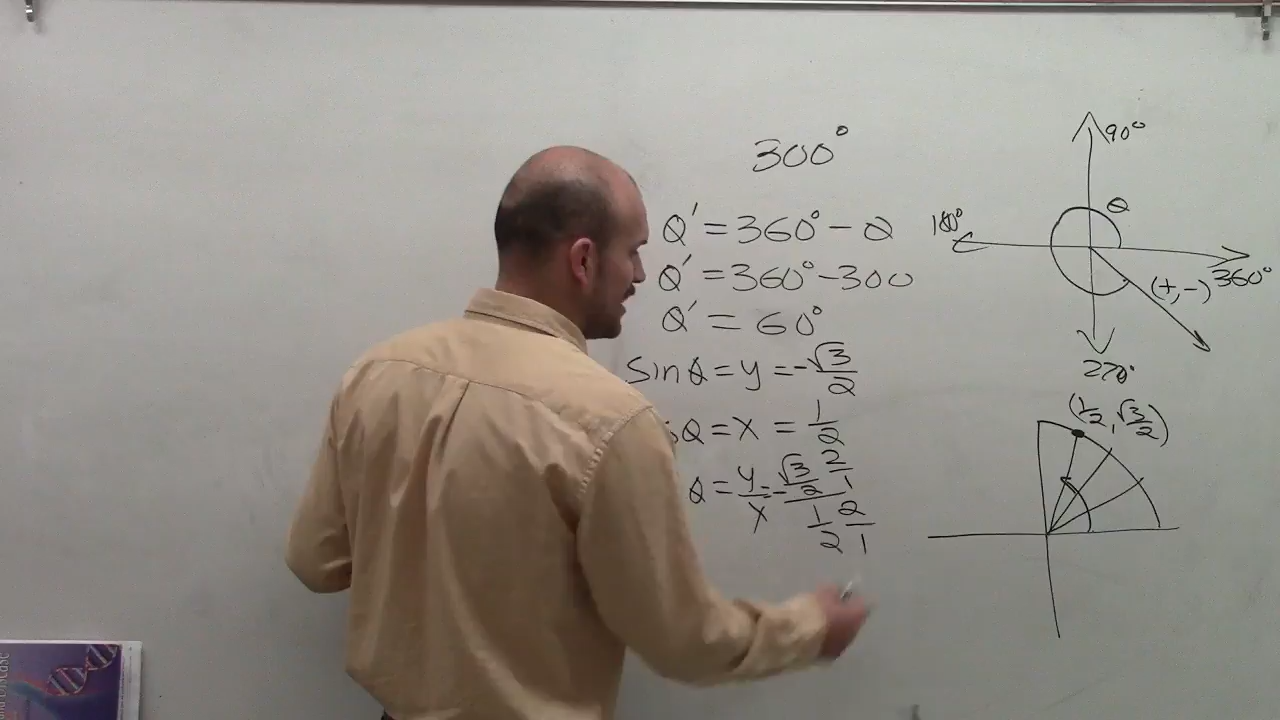 300°
θ' = 360° - θ
θ' = 360° - 300
θ' = 60°
sin θ = y = -√3/2
sθ = x = 1/2
θ = y/x = -√3/2 2/1
1/2 2/1
90°
θ
180°
360°
(+,-)
270°
(1/2, √3/2)